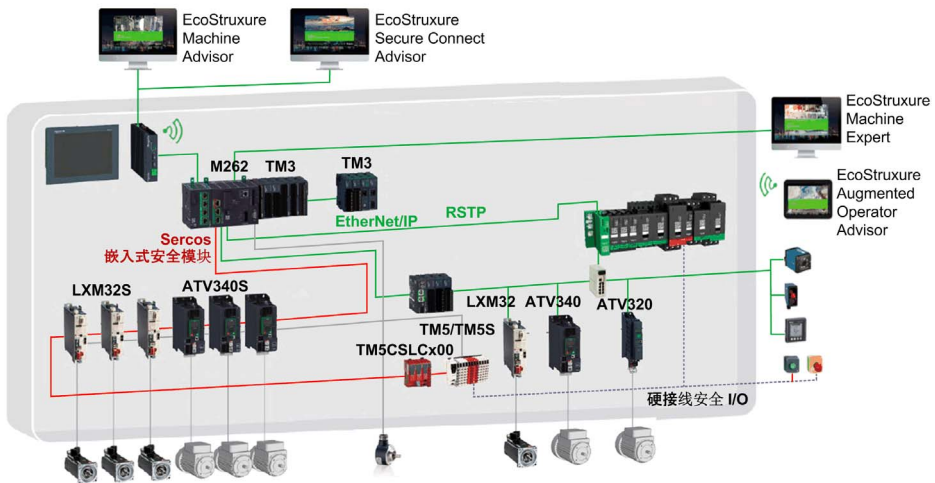 EcoStruxure
Machine
Advisor
EcoStruxure
Secure Connect
Advisor
EcoStruxure
Machine
Expert
EcoStruxure
Augmented
Operator
Advisor
M262
TM3
TM3
EtherNet/IP
RSTP
Sercos
嵌入式安全模块
LXM32S
ATV340S
LXM32
ATV340
ATV320
TM5/TM5S
TM5CSLCx00
硬接线安全 I/O